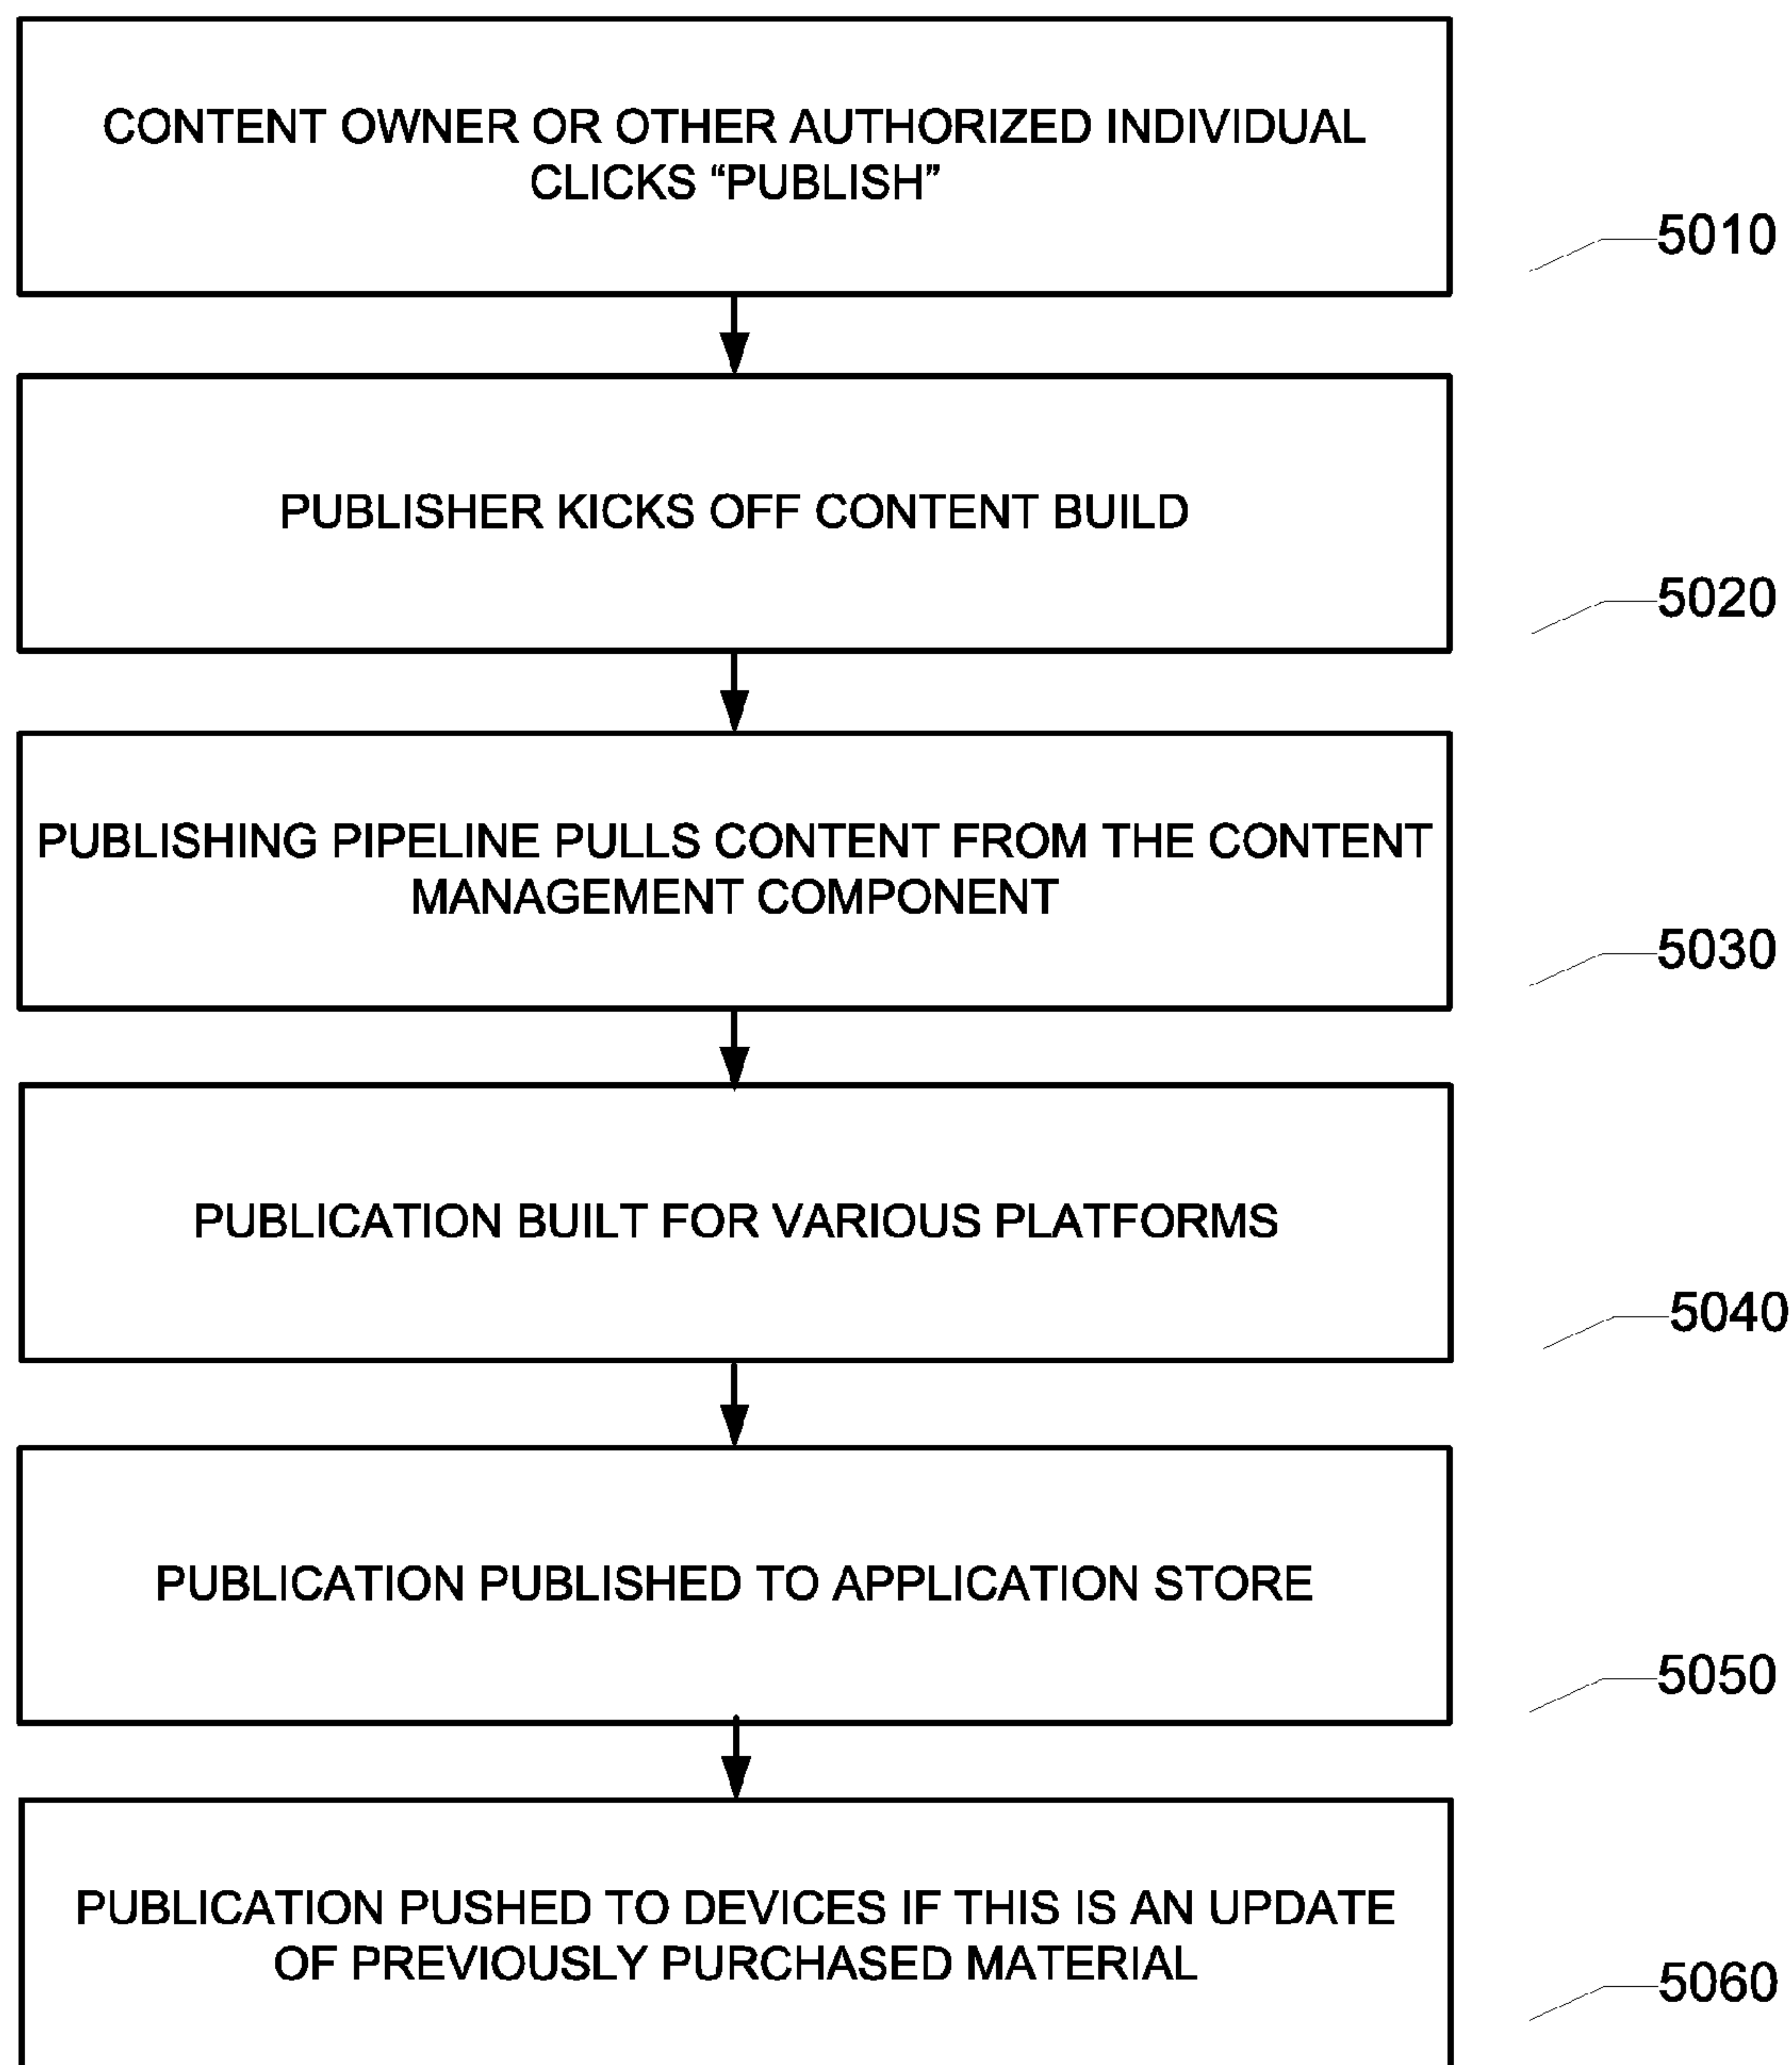 CONTENT OWNER OR OTHER AUTHORIZED INDIVIDUAL
CLICKS “PUBLISH”
5010
PUBLISHER KICKS OFF CONTENT BUILD
5020
PUBLISHING PIPELINE PULLS CONTENT FROM THE CONTENT
MANAGEMENT COMPONENT
5030
PUBLICATION BUILT FOR VARIOUS PLATFORMS
5040
PUBLICATION PUBLISHED TO APPLICATION STORE
5050
PUBLICATION PUSHED TO DEVICES IF THIS IS AN UPDATE
OF PREVIOUSLY PURCHASED MATERIAL
5060